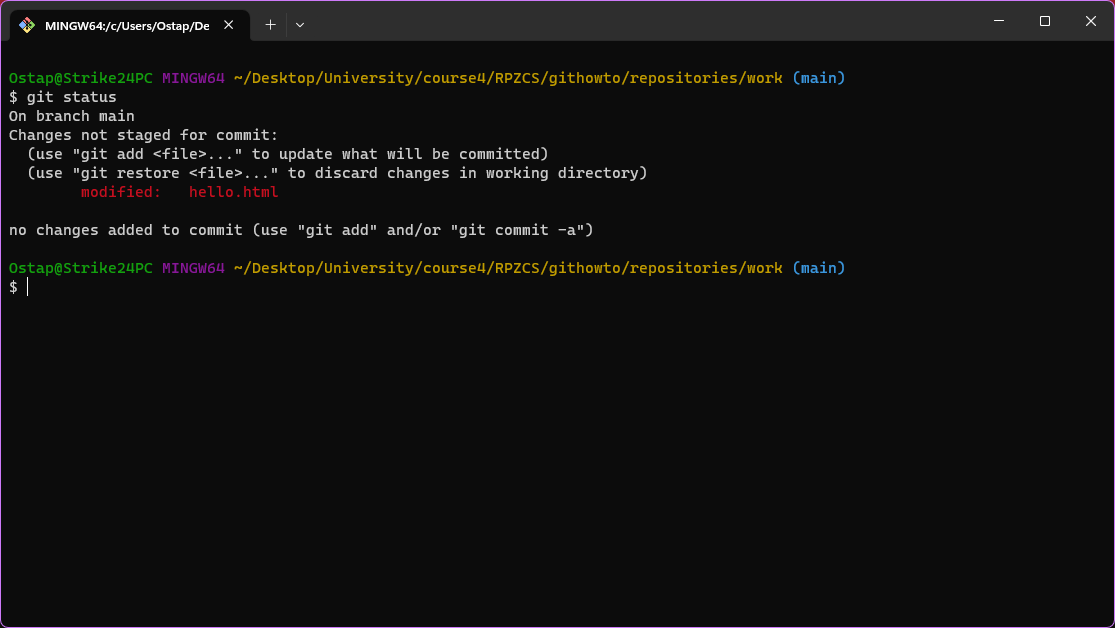 MINGW64:/c/Users/Ostap/De
Ostap@Strike24PC MINGW64 ~/Desktop/University/course4/RPZCS/githowto/repositories/work (main)
$ git status
On branch main
Changes not staged for commit:
  (use "git add <file>..." to update what will be committed)
  (use "git restore <file>..." to discard changes in working directory)
        modified:   hello.html
no changes added to commit (use "git add" and/or "git commit -a")
Ostap@Strike24PC MINGW64 ~/Desktop/University/course4/RPZCS/githowto/repositories/work (main)
$